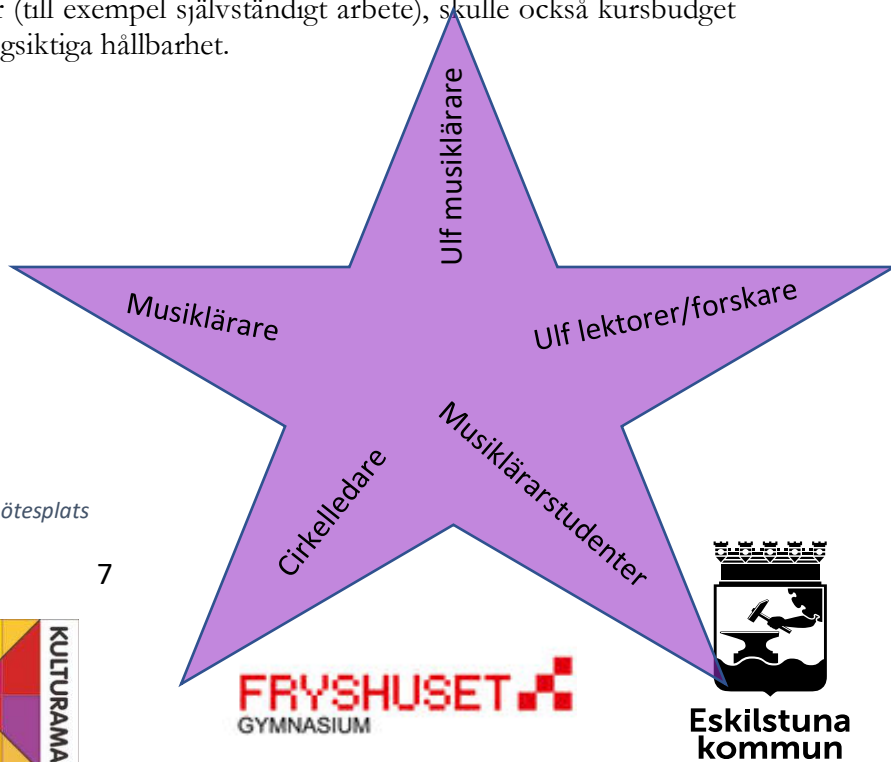 (till exempel självständigt arbete), skulle också kursbudget
gsiktiga hållbarhet.
Ulf musiklärare
Musiklärare
Ulf lektorer/forskare
Musiklärarstudenter
Cirkelledare
ötesplats
7
KULTURAMA
FRYSHUSET
GYMNASIUM
Eskilstuna
kommun